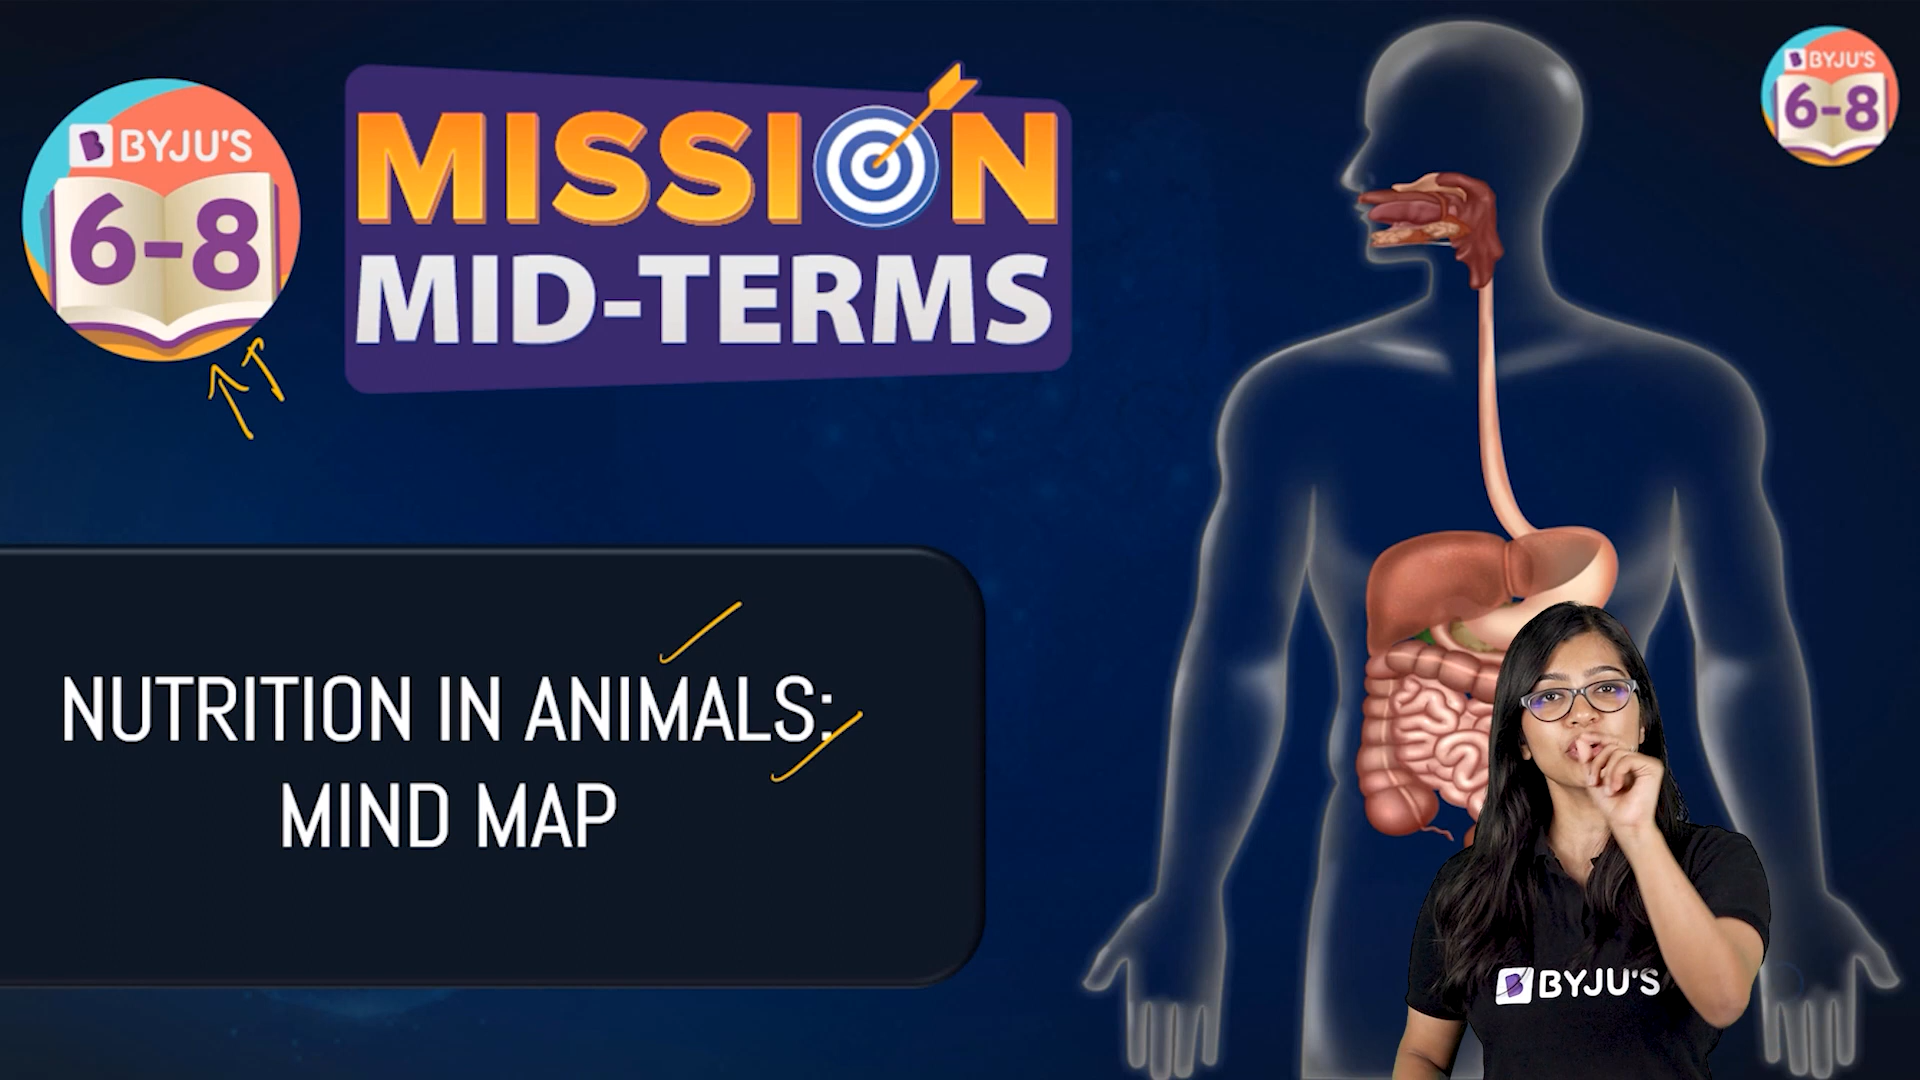 BYJU'S
6-8
MISSION
MID-TERMS
BYJU'S
6-8
NUTRITION IN ANIMALS:
MIND MAP
BYJU'S